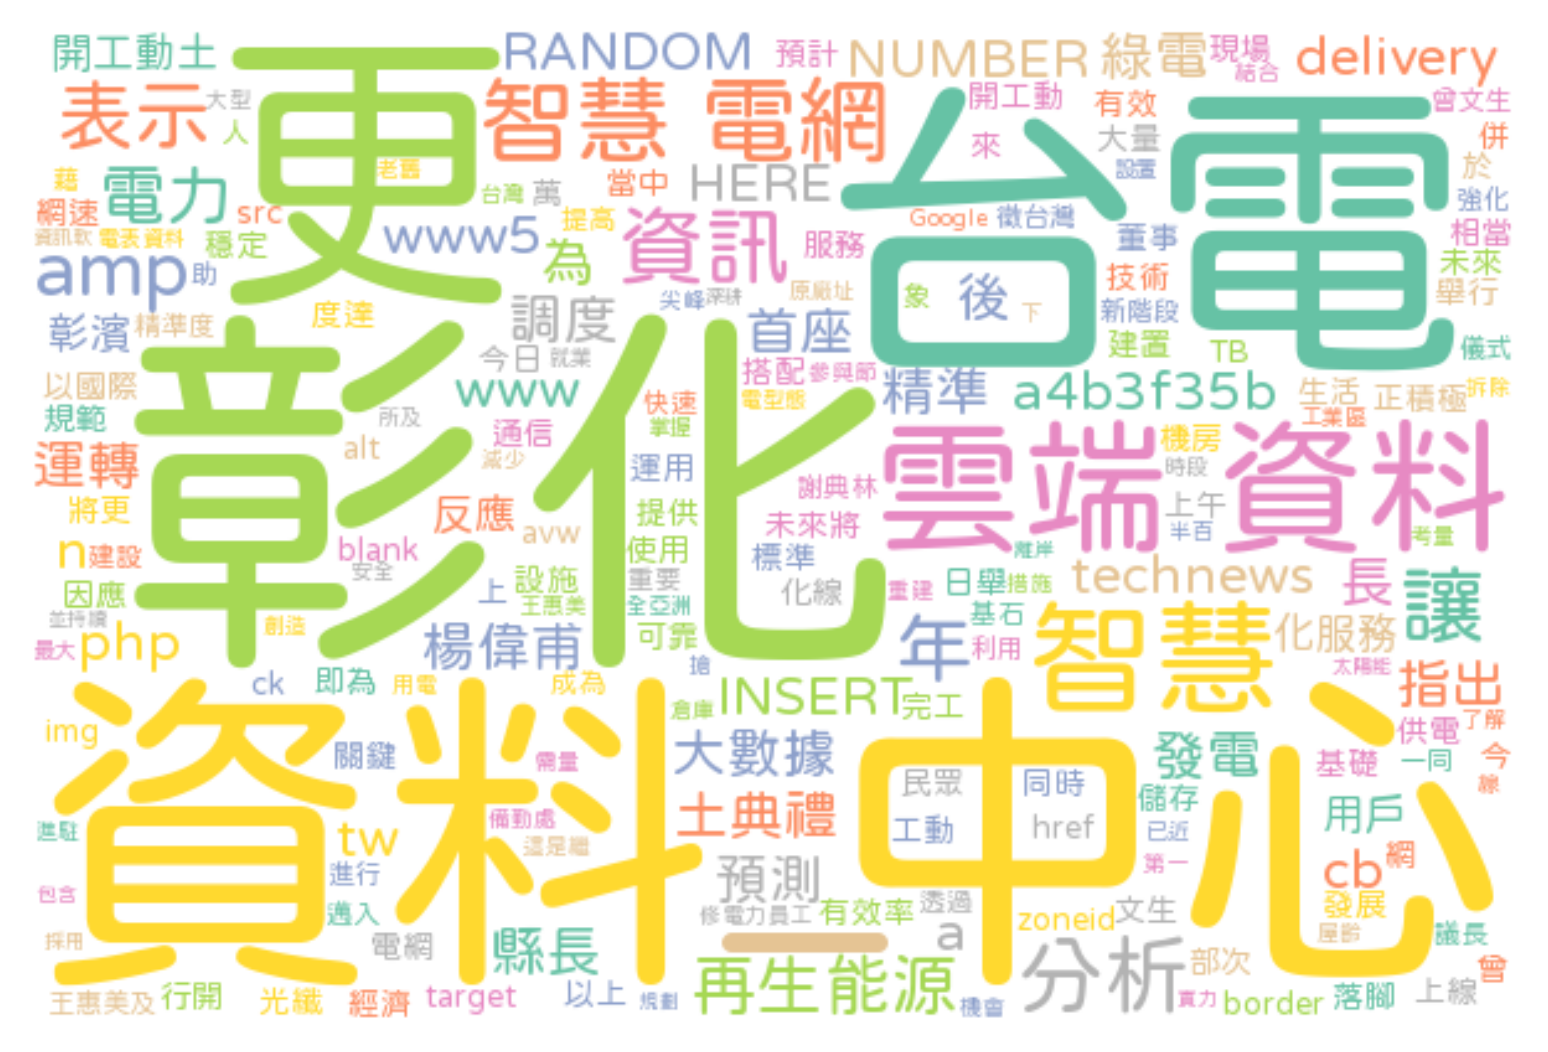 開工動土
RANDOM
預計
NUMBER
綠電
現場
結合
delivery
表示
大型
人
更
智慧 電網
開工動
來
有效
大量
曾文生
併
台電
藉
電力
老舊
台灣
萬
當中
HERE
設置
於
強化
網速
src
資訊軟
電表資料
穩定
www5
提高
為
資訊
服務
Google
徵台灣
董事
相當
未來
amp
助
度達
調度
尖峰
深耕
原廠址
象
後
下
技術
新階段
舉行
彰濱
精準度
首座
今日
就業
建置
TB
儀式
以國際
規範
彰化
www
搭配
參與節
電型態
精準
a4b3f35b
生活
正積極
拆除
工業區
快速
掌握
所及
運轉
alt
通信
減少
運用
謝典林
雲端資料
機房
時段
將更
反應
avw
提供
未來將
上午
半百
考量
n
建設
blank
安全
使用
標準
離岸
因應
並持續
上
設施
王惠美
重要
全亞洲
化線
重建
日舉
措施
technews
長
讓
最大
php
創造
楊偉甫
可靠
搶
年
基石
利用
智慧
化服務
太陽能
ck
即為
用電
成為
倉庫
INSERT
完工
指出
img
資料中心
關鍵
需量
大數據
民眾
同時
發電
基礎
供電
了解
一同
今
線
進駐
tw
備勤處
這是繼
土典禮
工動
href
儲存
已近
用戶
進行
預測
第一
cb
網
包含
邁入
修
電力員工
有效率
透過
zoneid
文生
發展
屋齡
議長
採用
電網
縣長
a
分析
部次
曾
王惠美及
行開
光纖
經濟
target
以上
規劃
再生能源
機會
實力
border
落腳
上線